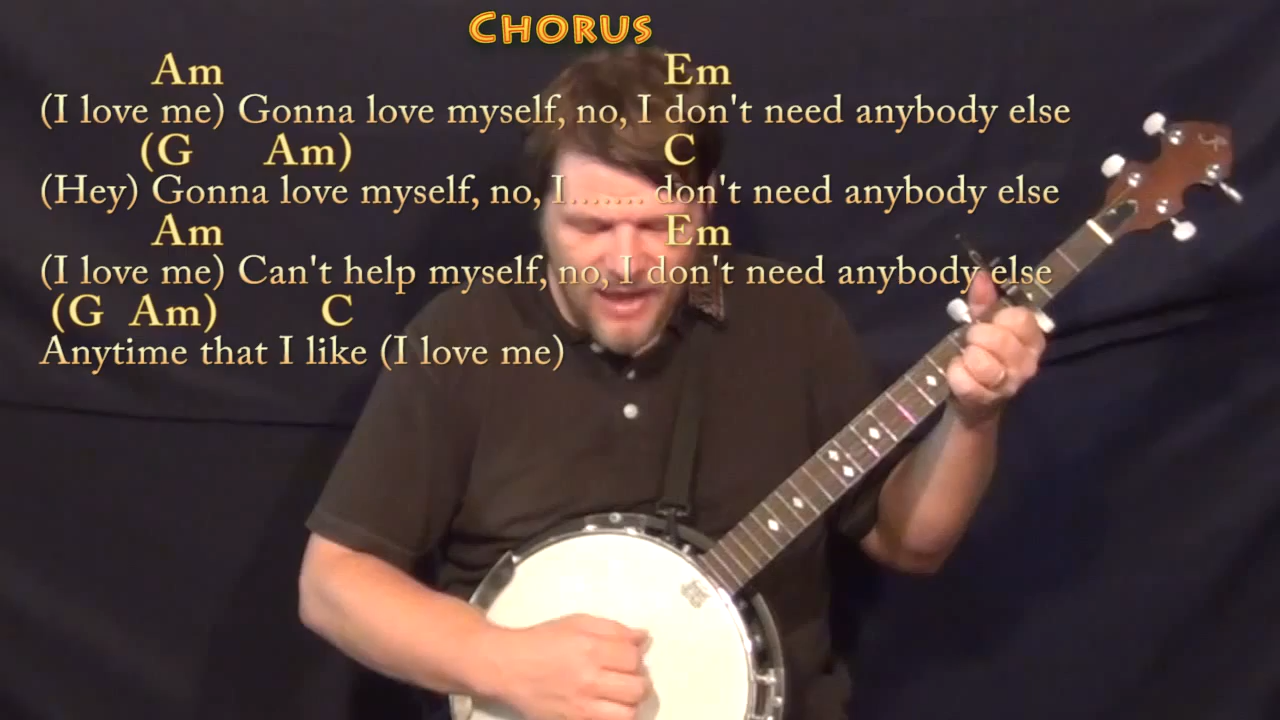 CHORUS
Am Em
(I love me) Gonna love myself, no, I don't need anybody else
(G Am) C
(Hey) Gonna love myself, no, I....... don't need anybody else
Am Em
(I love me) Can't help myself, no, I don't need anybody else
(G Am) C
Anytime that I like (I love me)